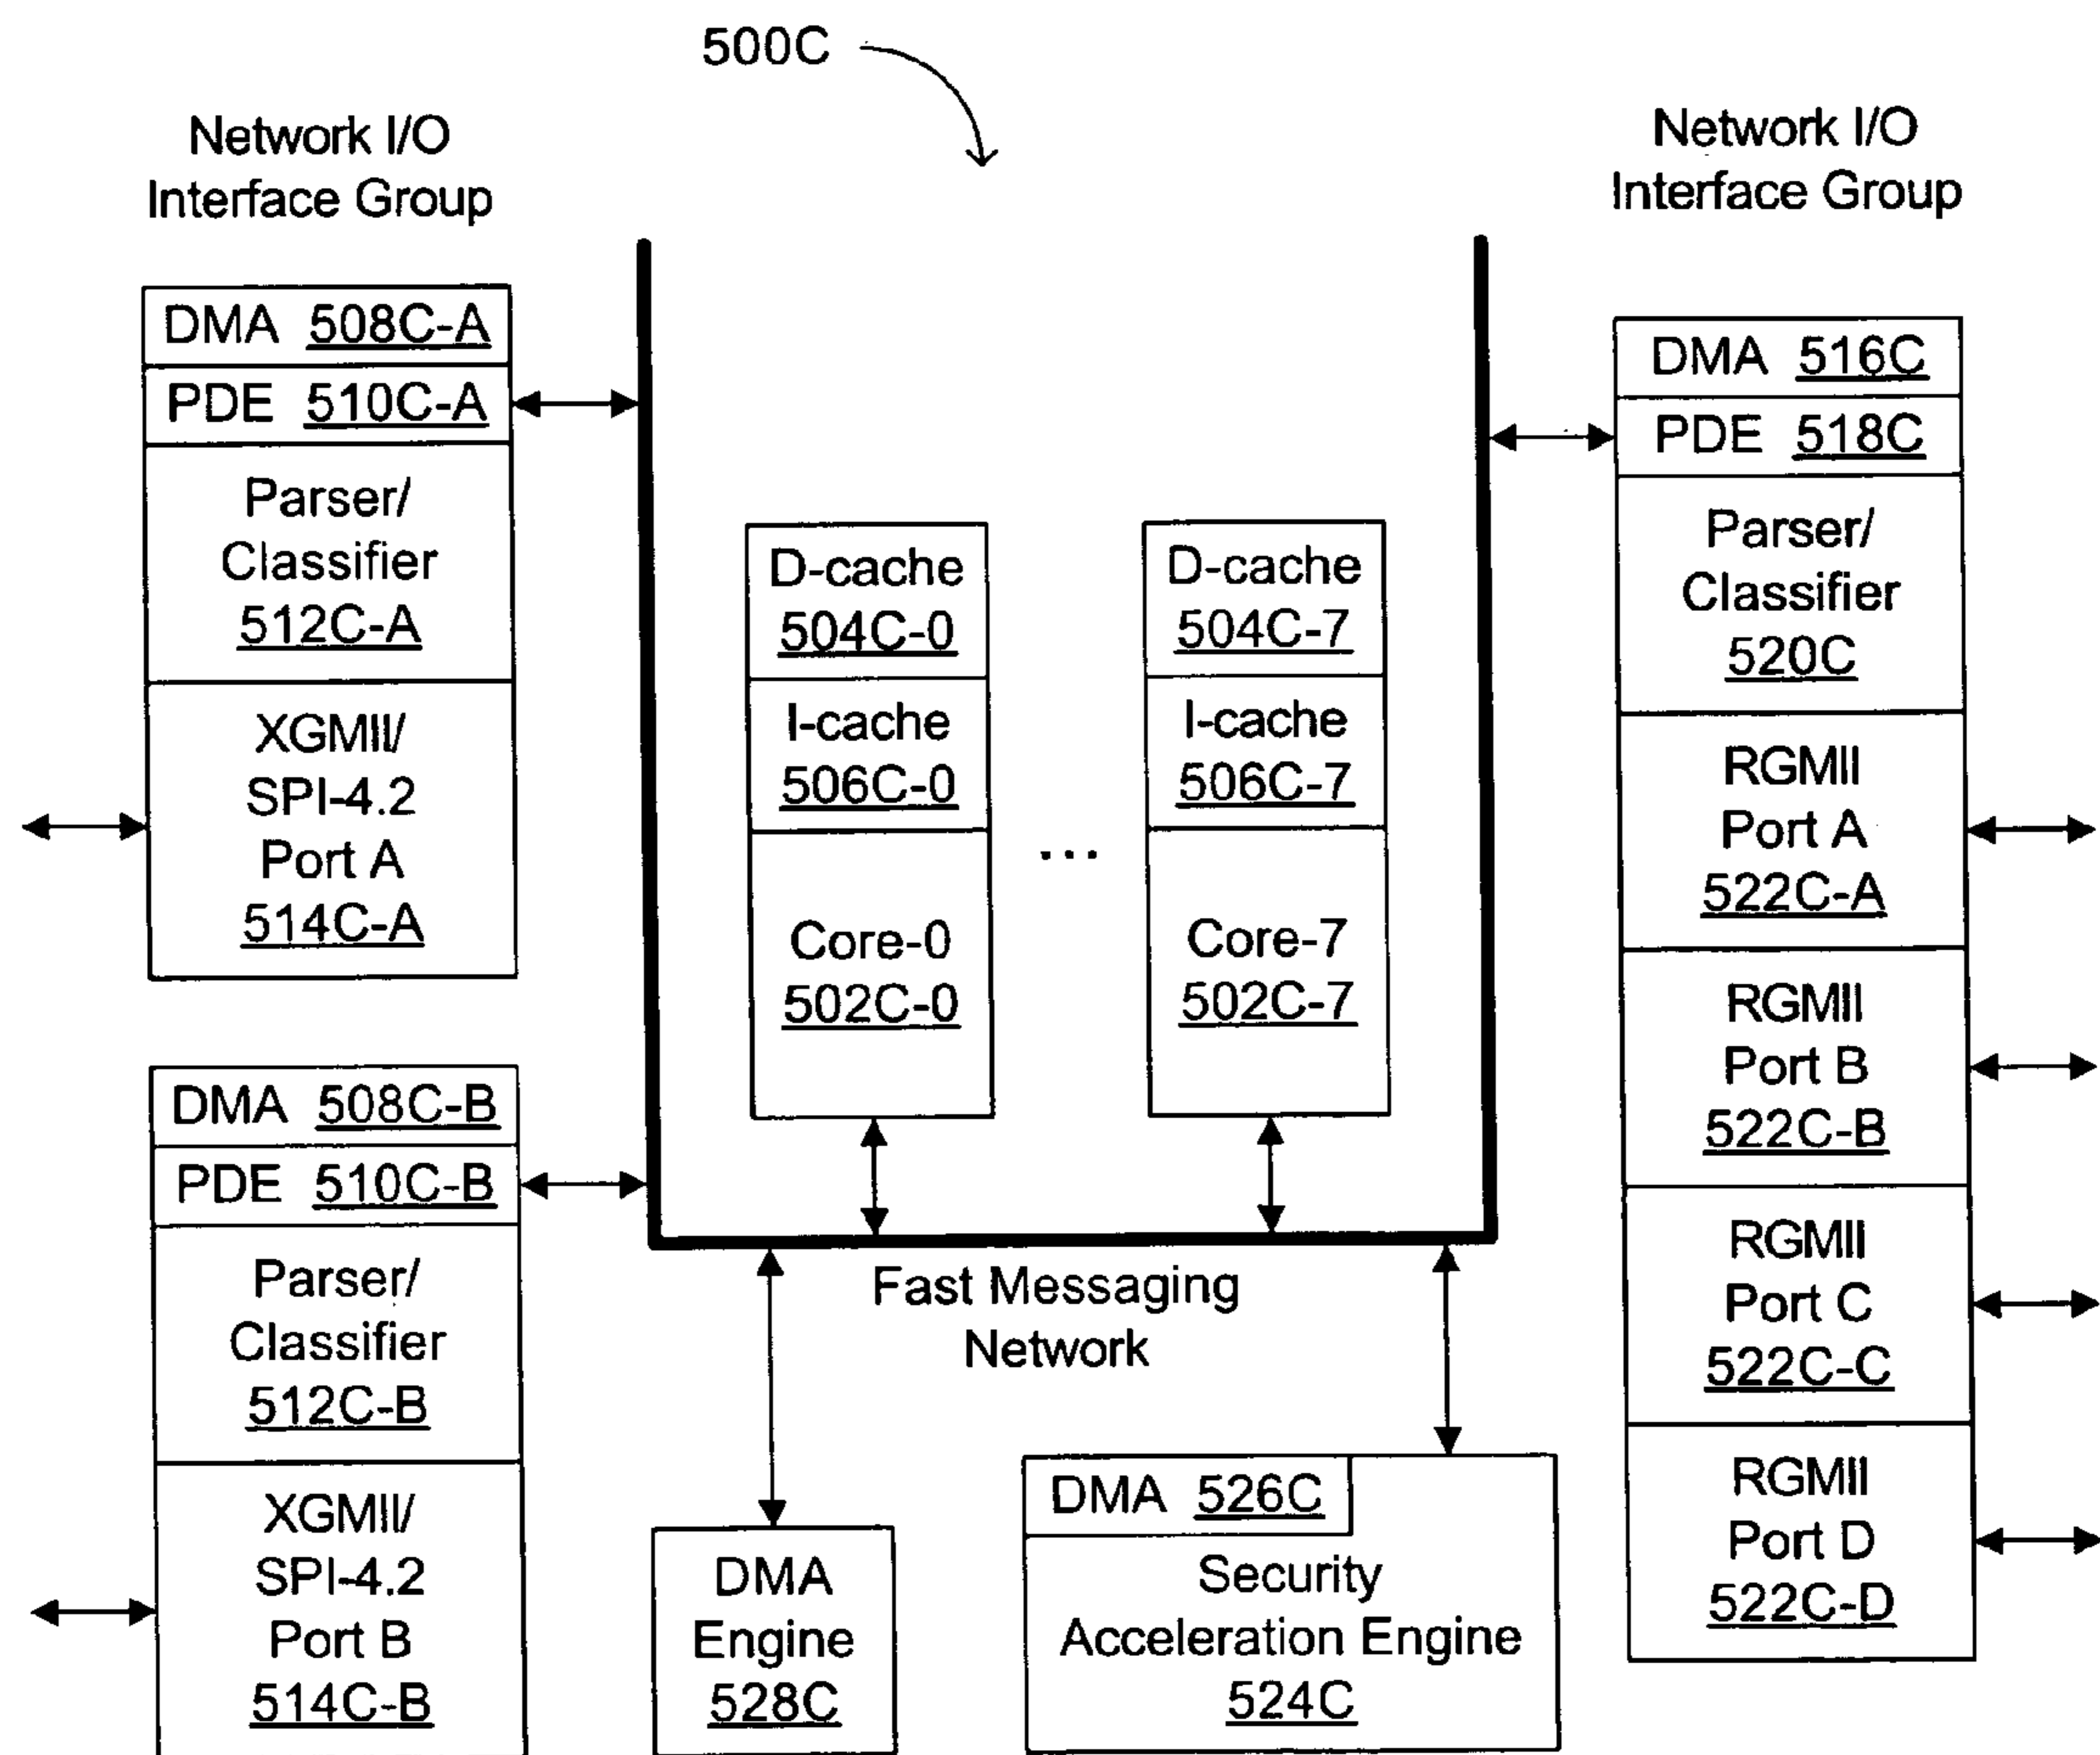 500C
Network I/O
Interface Group
DMA 508C-A
PDE 510C-A
Parser/
Classifier
512C-A
XGMII/
SPI-4.2
Port A
514C-A
DMA 508C-B
PDE 510C-B
Parser/
Classifier
512C-B
XGMII/
SPI-4.2
Port B
514C-B
D-cache
504C-0
I-cache
506C-0
Core-0
502C-0
...
D-cache
504C-7
I-cache
506C-7
Core-7
502C-7
Fast Messaging
Network
DMA
Engine
528C
DMA 526C
Security
Acceleration Engine
524C
Network I/O
Interface Group
DMA 516C
PDE 518C
Parser/
Classifier
520C
RGMII
Port A
522C-A
RGMII
Port B
522C-B
RGMII
Port C
522C-C
RGMII
Port D
522C-D